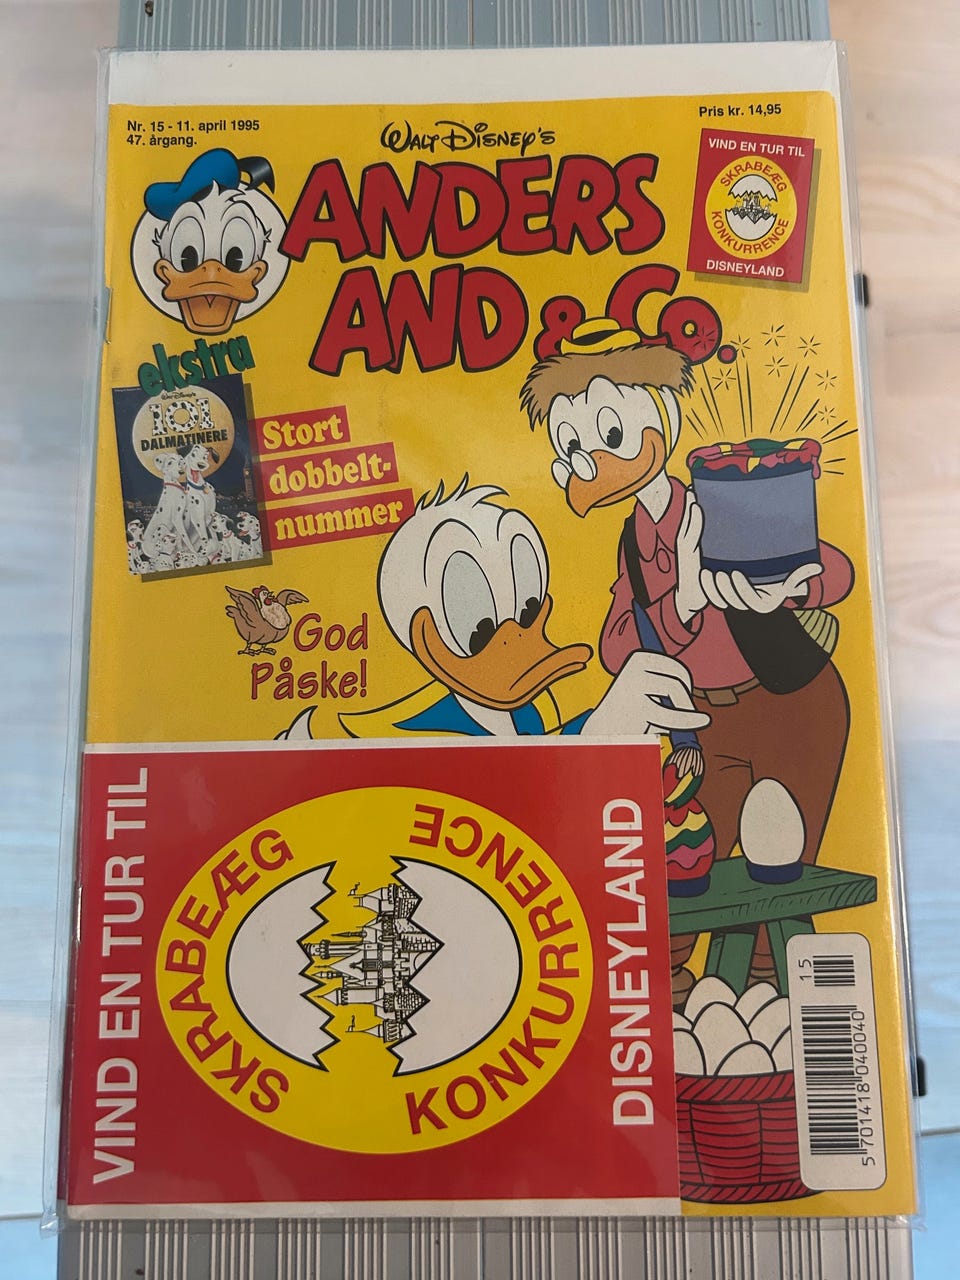 Nr. 15 - 11. april 1995
47. årgang.
Pris kr. 14,95
WALT DISNEY'S
ANDERS
AND & Co.
VIND EN TUR TIL
SKRABEÆG
KONKURRENCE
DISNEYLAND
ekstra
WALT DISNEY'S
101
DALMATINERE
Stort
dobbelt-
nummer
God
Påske!
VIND EN TUR TIL
SKRABEÆG
KONKURRENCE
DISNEYLAND
15
5 701418 040040